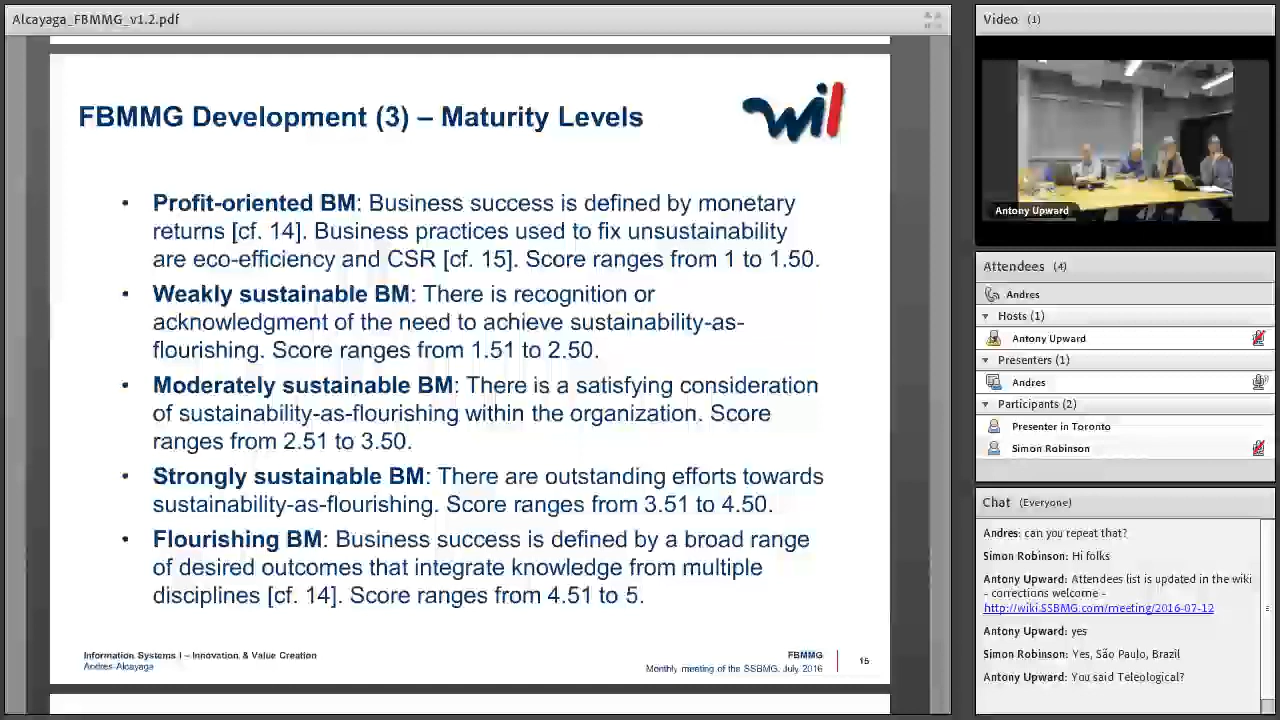 Alcayaga_FBMMG_v1.2.pdf
FBMMG Development (3) – Maturity Levels
wil
• Profit-oriented BM: Business success is defined by monetary
returns [cf. 14]. Business practices used to fix unsustainability
are eco-efficiency and CSR [cf. 15]. Score ranges from 1 to 1.50.
• Weakly sustainable BM: There is recognition or
acknowledgment of the need to achieve sustainability-as-
flourishing. Score ranges from 1.51 to 2.50.
• Moderately sustainable BM: There is a satisfying consideration
of sustainability-as-flourishing within the organization. Score
ranges from 2.51 to 3.50.
• Strongly sustainable BM: There are outstanding efforts towards
sustainability-as-flourishing. Score ranges from 3.51 to 4.50.
• Flourishing BM: Business success is defined by a broad range
of desired outcomes that integrate knowledge from multiple
disciplines [cf. 14]. Score ranges from 4.51 to 5.
Information Systems I – Innovation & Value Creation
Andres Alcayaga
FBMMG
Monthly meeting of the SSBMG, July 2016
15
Video (1)
Antony Upward
Attendees (4)
Andres
Hosts (1)
Antony Upward
Presenters (1)
Andres
Participants (2)
Presenter in Toronto
Simon Robinson
Chat (Everyone)
Andres: can you repeat that?
Simon Robinson: Hi folks
Antony Upward: Attendees list is updated in the wiki
- corrections welcome -
http://wiki.SSBMG.com/meeting/2016-07-12
Antony Upward: yes
Simon Robinson: Yes, São Paulo, Brazil
Antony Upward: You said Teleological?